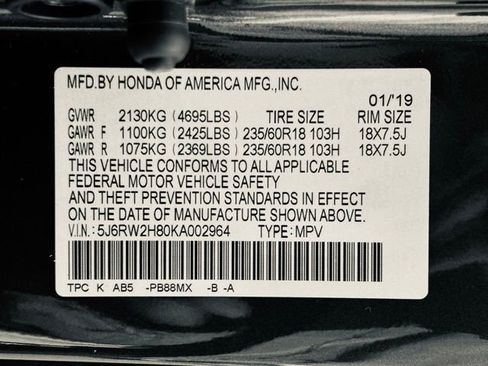 MFD.BY HONDA OF AMERICA MFG.,INC.
01/'19
GVWR 2130KG (4695LBS) TIRE SIZE RIM SIZE
GAWR F 1100KG (2425LBS) 235/60R18 103H 18X7.5J
GAWR R 1075KG (2369LBS) 235/60R18 103H 18X7.5J
THIS VEHICLE CONFORMS TO ALL APPLICABLE
FEDERAL MOTOR VEHICLE SAFETY
AND THEFT PREVENTION STANDARDS IN EFFECT
ON THE DATE OF MANUFACTURE SHOWN ABOVE.
V.I.N.: 5J6RW2H80KA002964 TYPE: MPV
TPC K AB5 -PB88MX -B -A